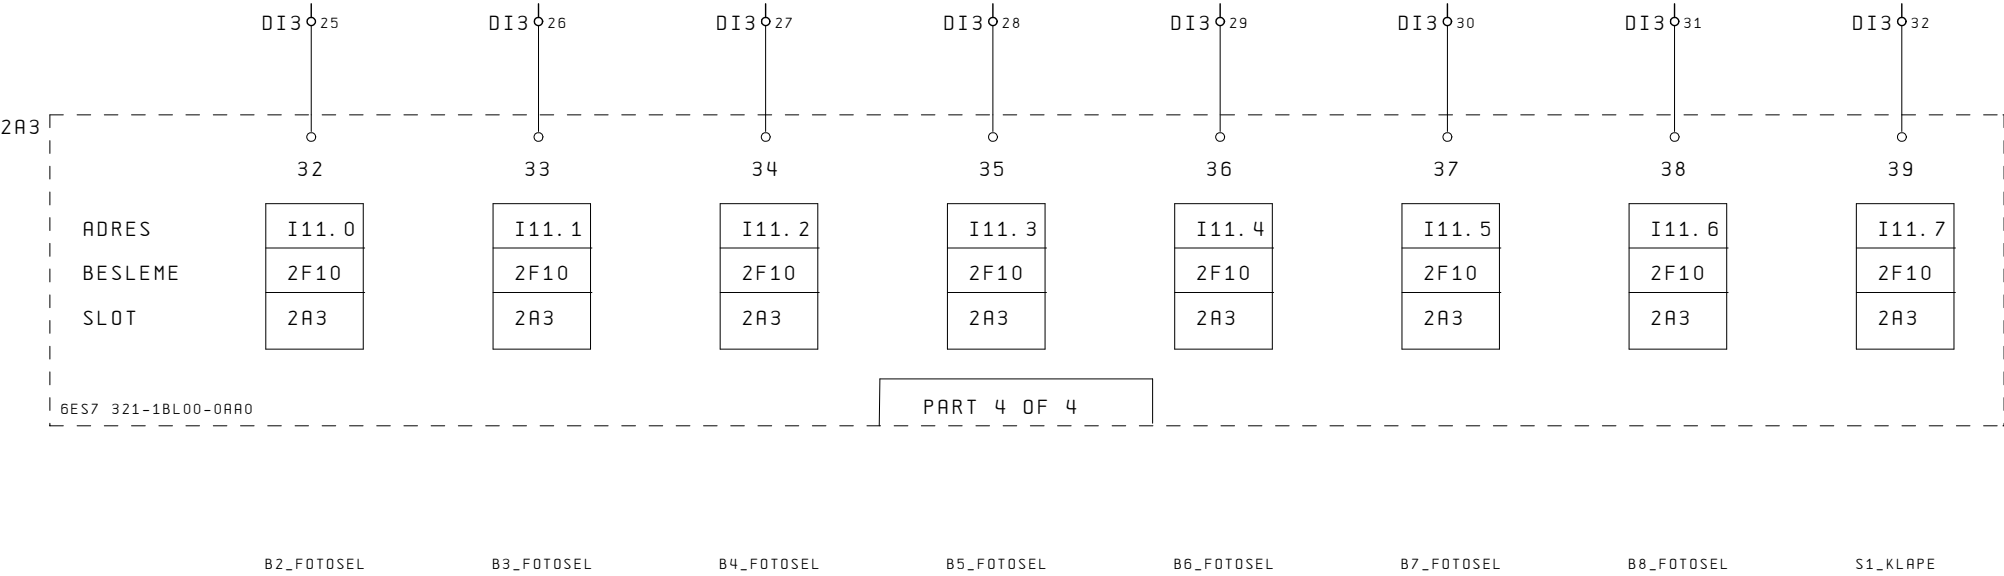 DI3 25 DI3 26 DI3 27 DI3 28 DI3 29 DI3 30 DI3 31 DI3 32
2A3
32 33 34 35 36 37 38 39
ADRES I11.0 I11.1 I11.2 I11.3 I11.4 I11.5 I11.6 I11.7
BESLEME 2F10 2F10 2F10 2F10 2F10 2F10 2F10 2F10
SLOT 2A3 2A3 2A3 2A3 2A3 2A3 2A3 2A3
6ES7 321-1BL00-0AA0 PART 4 OF 4
B2_FOTOSEL B3_FOTOSEL B4_FOTOSEL B5_FOTOSEL B6_FOTOSEL B7_FOTOSEL B8_FOTOSEL S1_KLAPE